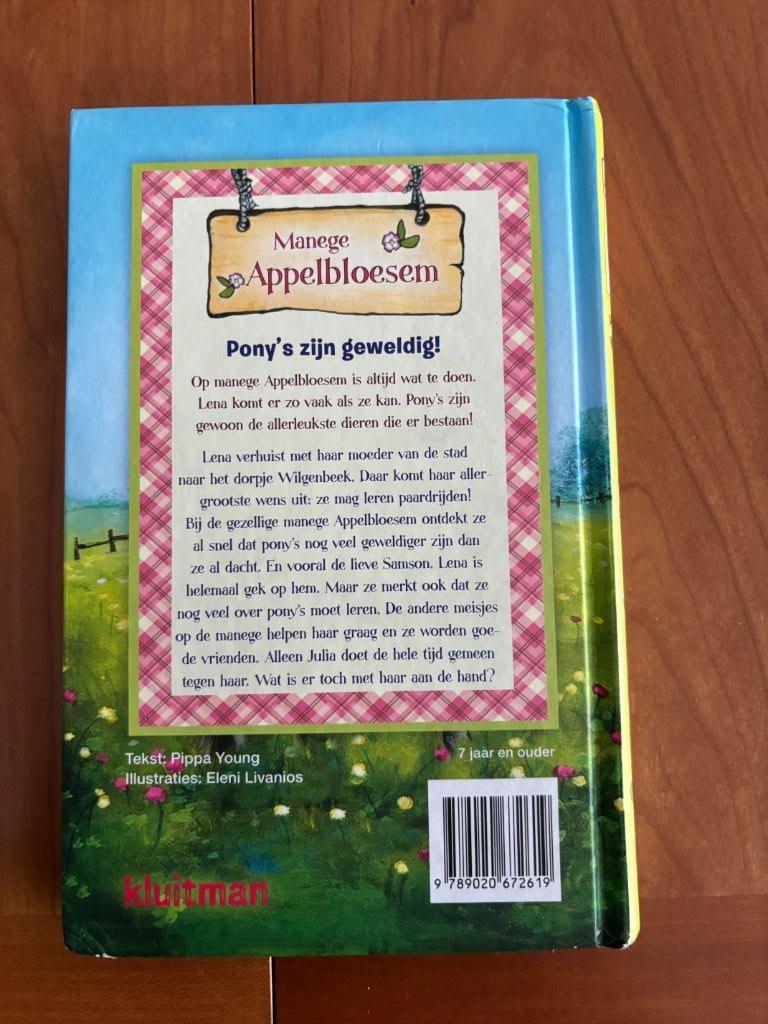 Manege
Appelbloesem
Pony's zijn geweldig!
Op manege Appelbloesem is altijd wat te doen.
Lena komt er zo vaak als ze kan. Pony's zijn
gewoon de allerleukste dieren die er bestaan!
Lena verhuist met haar moeder van de stad
naar het dorpje Wilgenbeek. Daar komt haar aller-
grootste wens uit: ze mag leren paardrijden!
Bij de gezellige manege Appelbloesem ontdekt ze
al snel dat pony's nog veel geweldiger zijn dan
ze al dacht. En vooral de lieve Samson. Lena is
helemaal gek op hem. Maar ze merkt ook dat ze
nog veel over pony's moet leren. De andere meisjes
op de manege helpen haar graag en ze worden goe-
de vrienden. Alleen Julia doet de hele tijd gemeen
tegen haar. Wat is er toch met haar aan de hand?
Tekst: Pippa Young
Illustraties: Eleni Livanios
7 jaar en ouder
kluitman
9 789020 672619